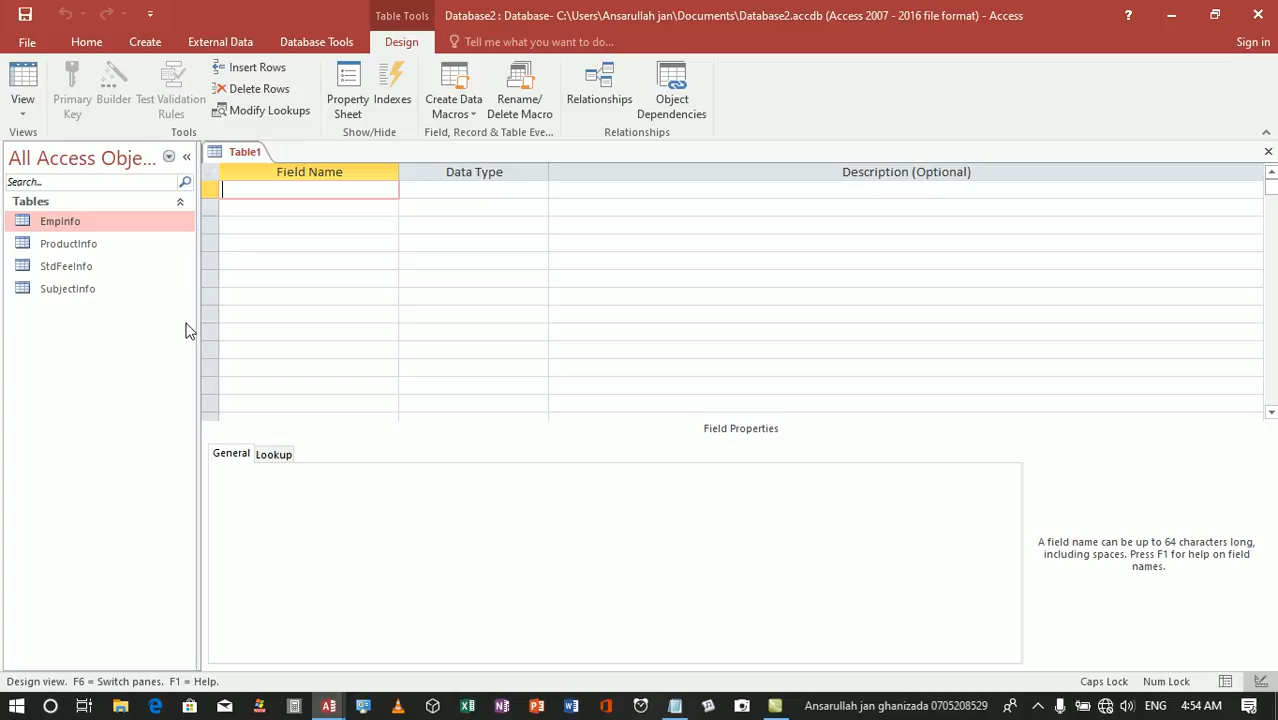 Table Tools
Database2 : Database- C:\Users\Ansarullah jan\Documents\Database2.accdb (Access 2007 - 2016 file format) - Access
?
File
Home
Create
External Data
Database Tools
Design
Tell me what you want to do...
Sign in
View
Primary Key
Builder
Test Validation Rules
Insert Rows
Delete Rows
Modify Lookups
Property Sheet
Indexes
Create Data Macros
Rename/ Delete Macro
Relationships
Object Dependencies
Views
Tools
Show/Hide
Field, Record & Table Eve...
Relationships
All Access Obje...
Search...
Tables
EmpInfo
ProductInfo
StdFeeInfo
SubjectInfo
Table1
Field Name
Data Type
Description (Optional)
Field Properties
General
Lookup
A field name can be up to 64 characters long,
including spaces. Press F1 for help on field
names.
Design view. F6 = Switch panes. F1 = Help.
Caps Lock
Num Lock
Ansarullah jan ghanizada 0705208529
4:54 AM